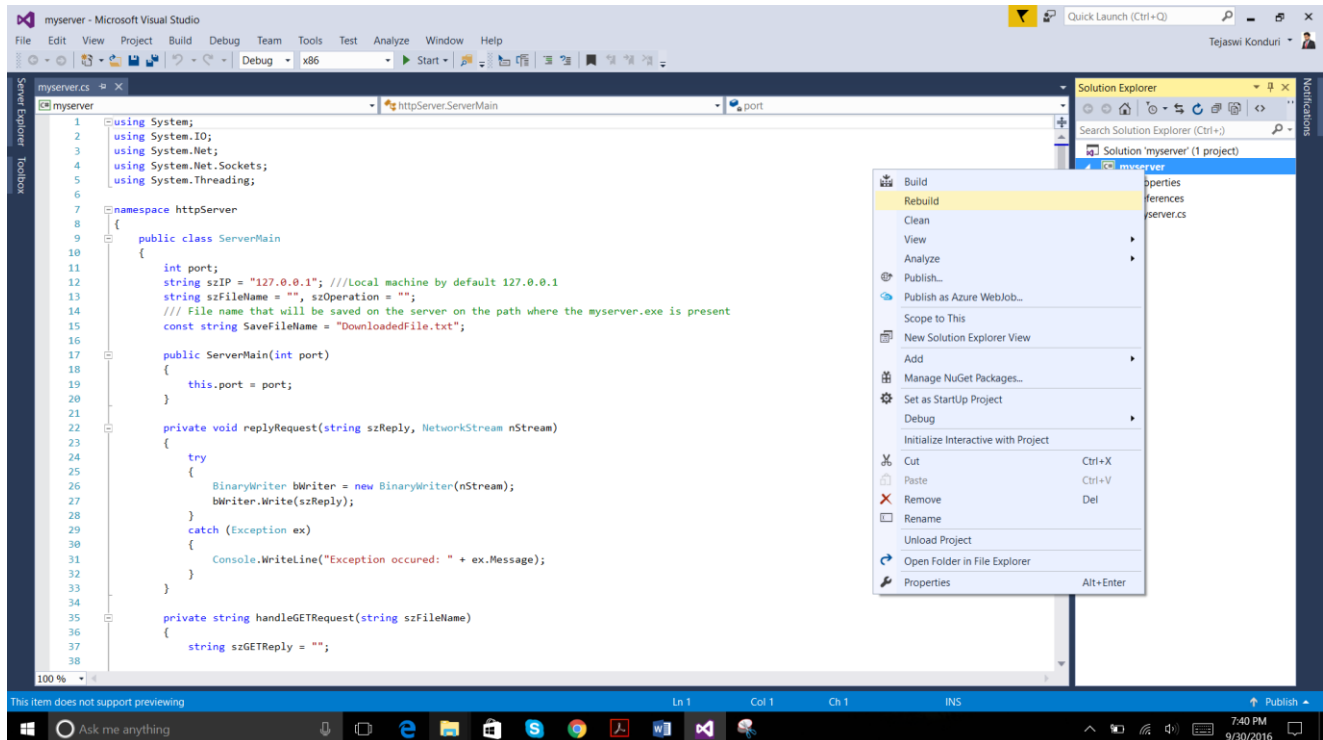 myserver - Microsoft Visual Studio
Quick Launch (Ctrl+Q)
File Edit View Project Build Debug Team Tools Test Analyze Window Help
Tejaswi Konduri
Debug x86 Start
Server Explorer
Toolbox
myserver.cs
myserver httpServer.ServerMain port
1 using System;
2 using System.IO;
3 using System.Net;
4 using System.Net.Sockets;
5 using System.Threading;
6
7 namespace httpServer
8 {
9 public class ServerMain
10 {
11 int port;
12 string szIP = "127.0.0.1"; ///Local machine by default 127.0.0.1
13 string szFileName = "", szOperation = "";
14 /// File name that will be saved on the server on the path where the myserver.exe is present
15 const string SaveFileName = "DownloadedFile.txt";
16
17 public ServerMain(int port)
18 {
19 this.port = port;
20 }
21
22 private void replyRequest(string szReply, NetworkStream nStream)
23 {
24 try
25 {
26 BinaryWriter bWriter = new BinaryWriter(nStream);
27 bWriter.Write(szReply);
28 }
29 catch (Exception ex)
30 {
31 Console.WriteLine("Exception occured: " + ex.Message);
32 }
33 }
34
35 private string handleGETRequest(string szFileName)
36 {
37 string szGETReply = "";
38
100 %
Build
Rebuild
Clean
View
Analyze
Publish...
Publish as Azure WebJob...
Scope to This
New Solution Explorer View
Add
Manage NuGet Packages...
Set as StartUp Project
Debug
Initialize Interactive with Project
Cut Ctrl+X
Paste Ctrl+V
Remove Del
Rename
Unload Project
Open Folder in File Explorer
Properties Alt+Enter
Solution Explorer
Search Solution Explorer (Ctrl+;)
Solution 'myserver' (1 project)
myserver
operties
ferences
yserver.cs
Notifications
This item does not support previewing Ln 1 Col 1 Ch 1 INS Publish
Ask me anything
7:40 PM
9/30/2016